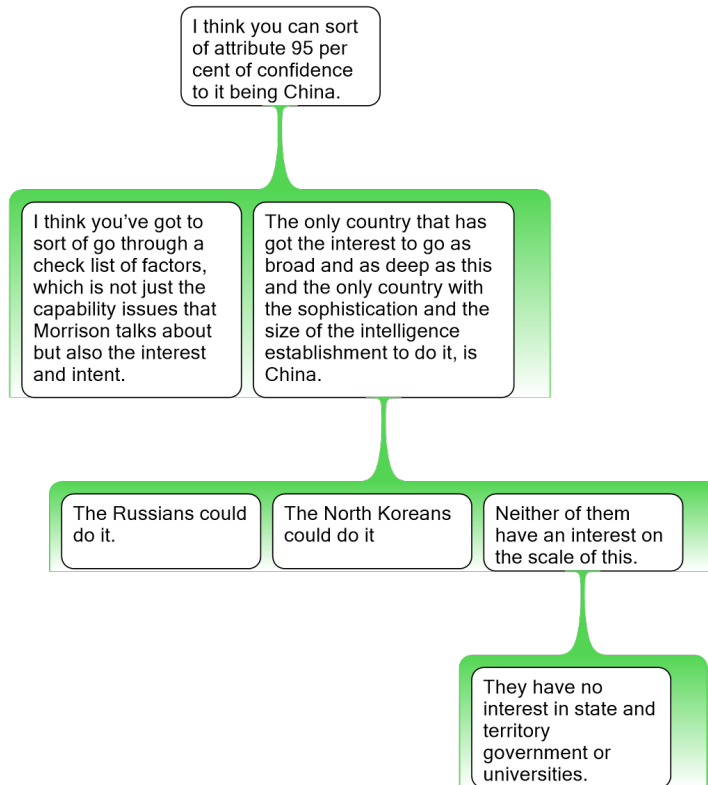 I think you can sort
of attribute 95 per
cent of confidence
to it being China.
I think you’ve got to
sort of go through a
check list of factors,
which is not just the
capability issues that
Morrison talks about
but also the interest
and intent.
The only country that has
got the interest to go as
broad and as deep as this
and the only country with
the sophistication and the
size of the intelligence
establishment to do it, is
China.
The Russians could
do it.
The North Koreans
could do it
Neither of them
have an interest on
the scale of this.
They have no
interest in state and
territory
government or
universities.